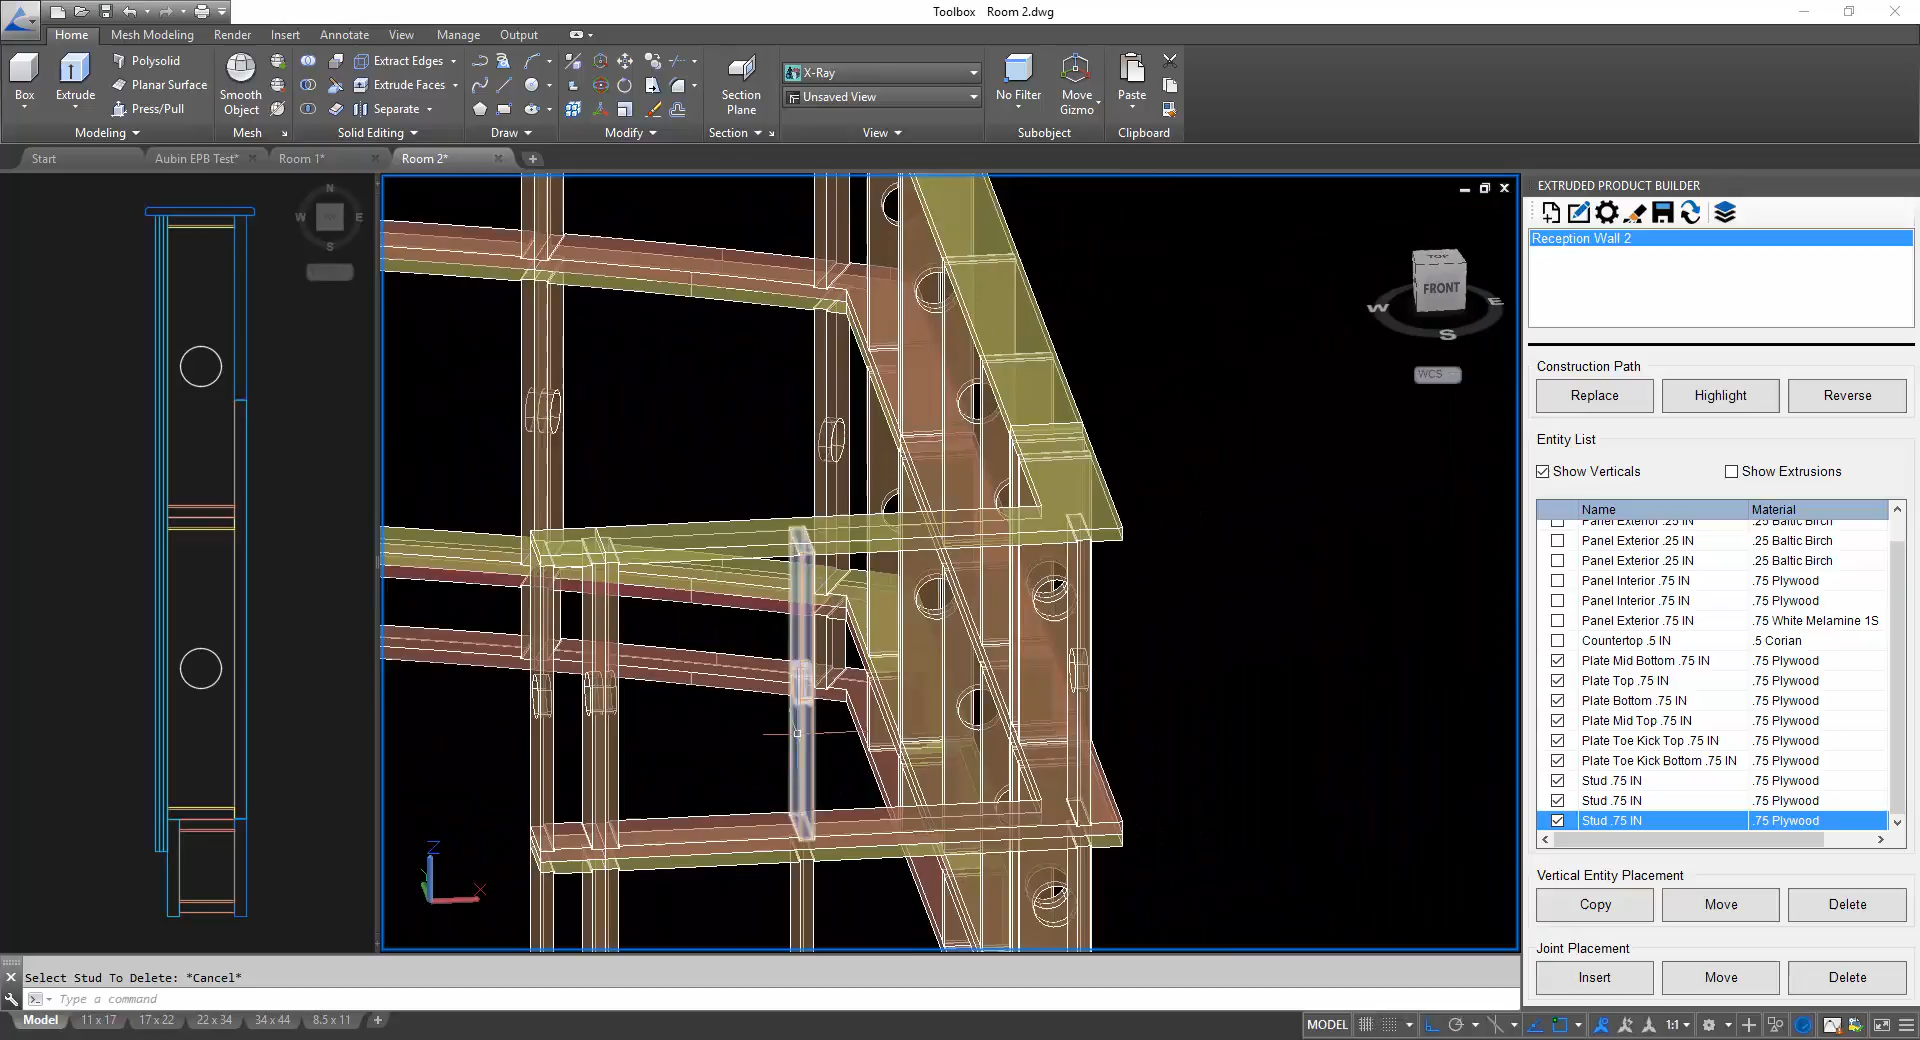 Toolbox Room 2.dwg
Home Mesh Modeling Render Insert Annotate View Manage Output
Box
Extrude
Polysolid
Planar Surface
Press/Pull
Modeling
Smooth Object
Mesh
Extract Edges
Extrude Faces
Separate
Solid Editing
Draw
Modify
Section Plane
Section
X-Ray
Unsaved View
View
No Filter
Move Gizmo
Subobject
Paste
Clipboard
Start Aubin EPB Test* Room 1* Room 2*
N
W E
S
TOP
FRONT
W E
S
WCS
Z
X
EXTRUDED PRODUCT BUILDER
Reception Wall 2
Construction Path
Replace Highlight Reverse
Entity List
Show Verticals Show Extrusions
Name Material
Panel Exterior .25 IN .25 Baltic Birch
Panel Exterior .25 IN .25 Baltic Birch
Panel Exterior .25 IN .25 Baltic Birch
Panel Interior .75 IN .75 Plywood
Panel Interior .75 IN .75 Plywood
Panel Exterior .75 IN .75 White Melamine 1S
Countertop .5 IN .5 Corian
Plate Mid Bottom .75 IN .75 Plywood
Plate Top .75 IN .75 Plywood
Plate Bottom .75 IN .75 Plywood
Plate Mid Top .75 IN .75 Plywood
Plate Toe Kick Top .75 IN .75 Plywood
Plate Toe Kick Bottom .75 IN .75 Plywood
Stud .75 IN .75 Plywood
Stud .75 IN .75 Plywood
Stud .75 IN .75 Plywood
Vertical Entity Placement
Copy Move Delete
Joint Placement
Insert Move Delete
Select Stud To Delete: *Cancel*
Type a command
Model 11 x 17 17 x 22 22 x 34 34 x 44 8.5 x 11
MODEL 1:1